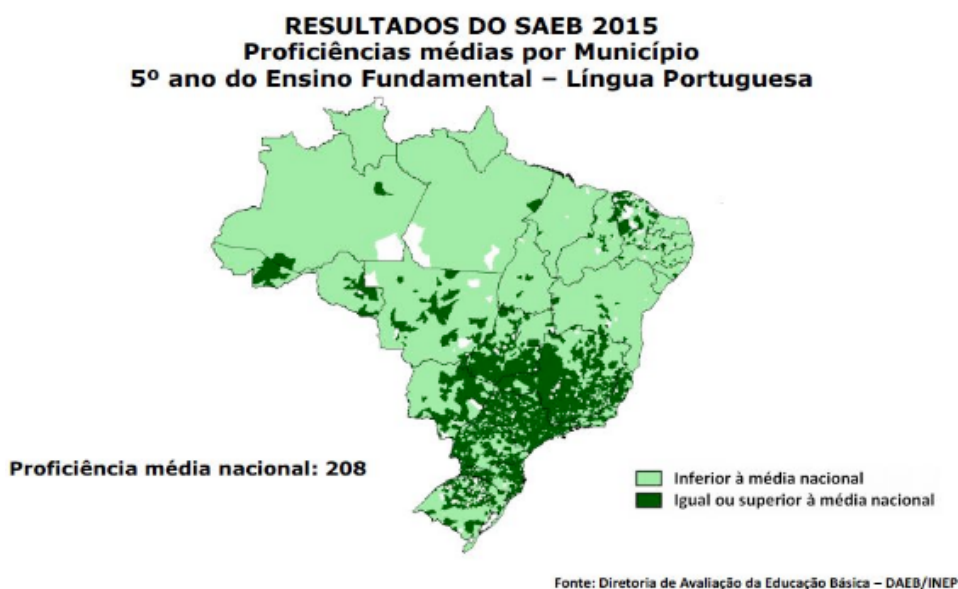 RESULTADOS DO SAEB 2015
Proficiências médias por Município
5º ano do Ensino Fundamental – Língua Portuguesa
Proficiência média nacional: 208
Inferior à média nacional
Igual ou superior à média nacional
Fonte: Diretoria de Avaliação da Educação Básica – DAEB/INEP